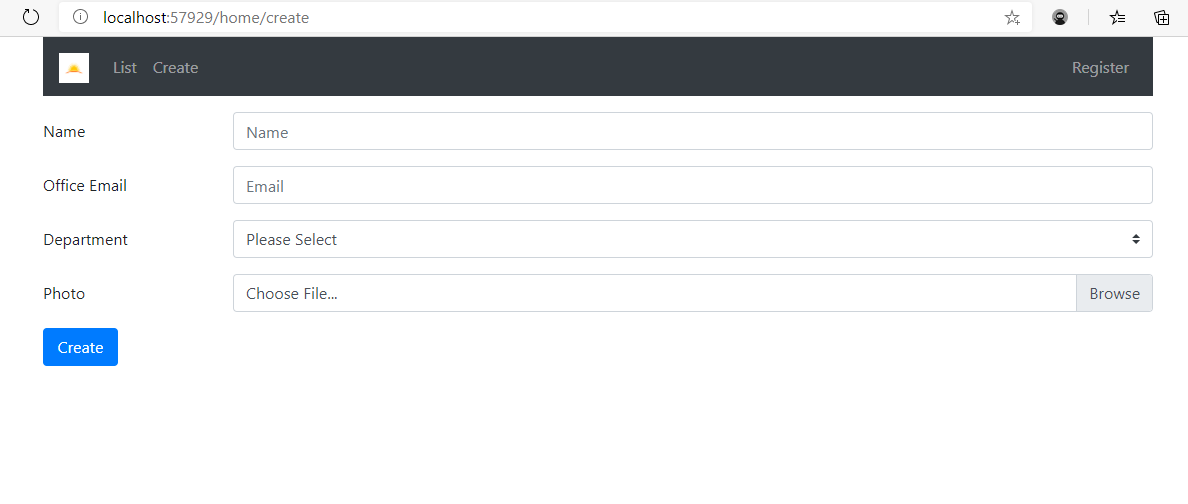 localhost:57929/home/create
List Create Register
Name Name
Office Email Email
Department Please Select
Photo Choose File... Browse
Create